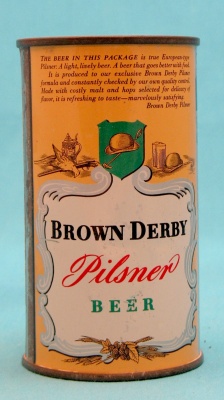 THE BEER IN THIS PACKAGE is true European-type
Pilsner. A light, lively beer. A beer that goes better with food.
It is produced to our exclusive Brown Derby Pilsner
formula and constantly checked by our own quality control.
Made with costly malt and hops selected for delicacy of
flavor, it is refreshing to taste—marvelously satisfying.
Brown Derby Pilsner
BROWN DERBY
Pilsner
BEER